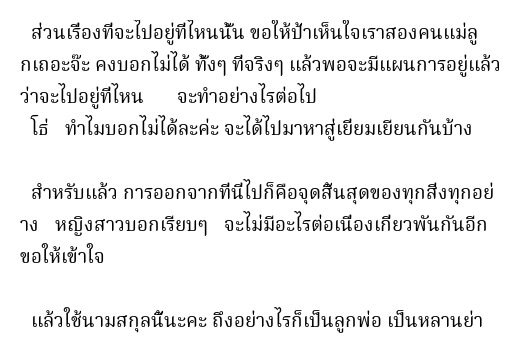 ส่วนเรื่องที่จะไปอยู่ที่ไหนนั้น ขอให้ป้าเห็นใจเราสองคนแม่ลู
กเถอะจ๊ะ คงบอกไม่ได้ ทั้งๆ ที่จริงๆ แล้วพอจะมีแผนการอยู่แล้ว
ว่าจะไปอยู่ที่ไหน จะทำอย่างไรต่อไป
โธ่ ทำไมบอกไม่ได้ละค่ะ จะได้ไปมาหาสู่เยี่ยมเยียนกันบ้าง
สำหรับแล้ว การออกจากที่นี่ไปก็คือจุดสิ้นสุดของทุกสิ่งทุกอย่
าง หญิงสาวบอกเรียบๆ จะไม่มีอะไรต่อเนื่องเกี่ยวพันกันอีก
ขอให้เข้าใจ
แล้วใช้นามสกุลนี้นะคะ ถึงอย่างไรก็เป็นลูกพ่อ เป็นหลานย่า